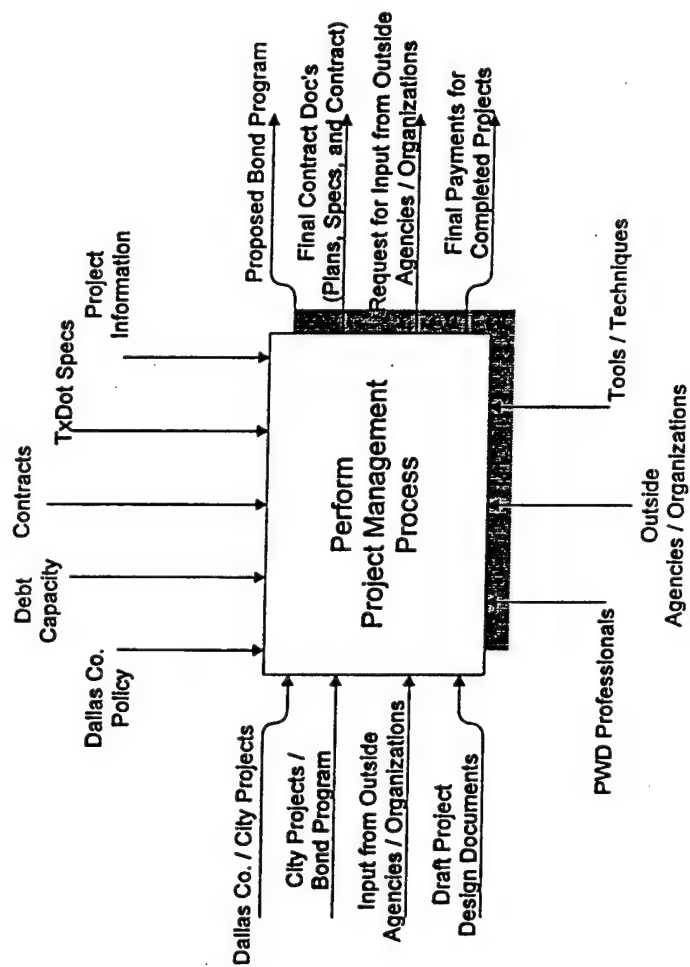 Dallas Co.
Policy
Debt
Capacity
Contracts
TxDot Specs
Project
Information
Dallas Co. / City Projects
City Projects /
Bond Program
Input from Outside
Agencies / Organizations
Draft Project
Design Documents
Perform
Project Management
Process
Proposed Bond Program
Final Contract Doc's
(Plans, Specs, and Contract)
Request for Input from Outside
Agencies / Organizations
Final Payments for
Completed Projects
PWD Professionals
Outside
Agencies / Organizations
Tools / Techniques